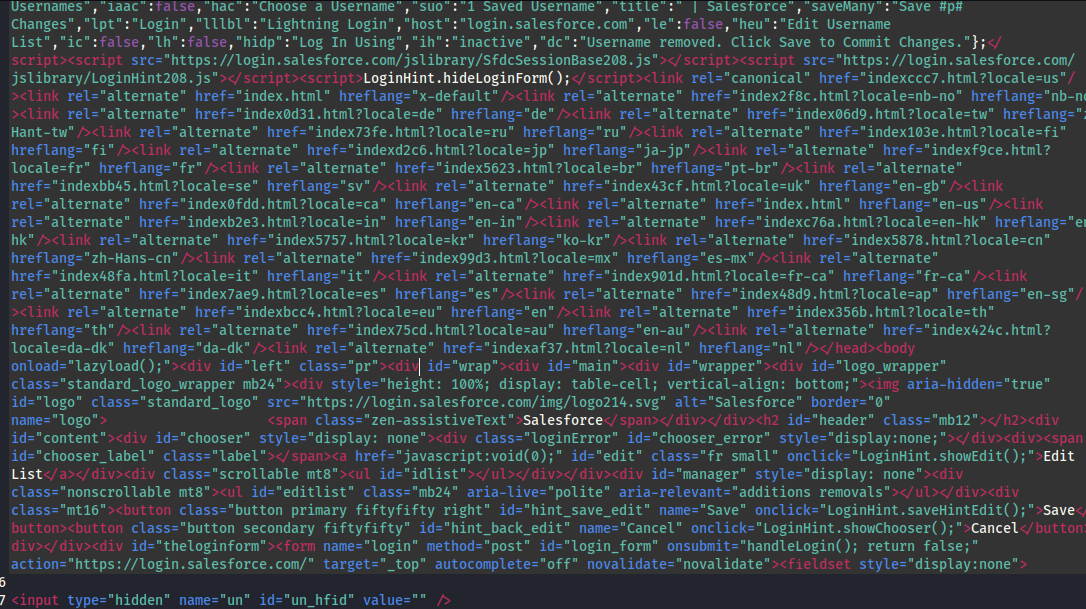 Usernames","iaac":false,"hac":"Choose a Username","suo":"1 Saved Username","title":" | Salesforce","saveMany":"Save #p#
Changes","lpt":"Login","lllbl":"Lightning Login","host":"login.salesforce.com","le":false,"heu":"Edit Username
List","ic":false,"lh":false,"hidp":"Log In Using","ih":"inactive","dc":"Username removed. Click Save to Commit Changes."};</
script><script src="https://login.salesforce.com/jslibrary/SfdcSessionBase208.js"></script><script src="https://login.salesforce.com/
jslibrary/LoginHint208.js"></script><script>LoginHint.hideLoginForm();</script><link rel="canonical" href="indexccc7.html?locale=us"/
><link rel="alternate" href="index.html" hreflang="x-default"/><link rel="alternate" href="index2f8c.html?locale=nb-no" hreflang="nb-no
><link rel="alternate" href="index0d31.html?locale=de" hreflang="de"/><link rel="alternate" href="index06d9.html?locale=tw" hreflang="z
Hant-tw"/><link rel="alternate" href="index73fe.html?locale=ru" hreflang="ru"/><link rel="alternate" href="index103e.html?locale=fi"
hreflang="fi"/><link rel="alternate" href="indexd2c6.html?locale=jp" hreflang="ja-jp"/><link rel="alternate" href="indexf9ce.html?
locale=fr" hreflang="fr"/><link rel="alternate" href="index5623.html?locale=br" hreflang="pt-br"/><link rel="alternate"
href="indexbb45.html?locale=se" hreflang="sv"/><link rel="alternate" href="index43cf.html?locale=uk" hreflang="en-gb"/><link
rel="alternate" href="index0fdd.html?locale=ca" hreflang="en-ca"/><link rel="alternate" href="index.html" hreflang="en-us"/><link
rel="alternate" href="indexb2e3.html?locale=in" hreflang="en-in"/><link rel="alternate" href="indexc76a.html?locale=en-hk" hreflang="en
hk"/><link rel="alternate" href="index5757.html?locale=kr" hreflang="ko-kr"/><link rel="alternate" href="index5878.html?locale=cn"
hreflang="zh-Hans-cn"/><link rel="alternate" href="index99d3.html?locale=mx" hreflang="es-mx"/><link rel="alternate"
href="index48fa.html?locale=it" hreflang="it"/><link rel="alternate" href="index901d.html?locale=fr-ca" hreflang="fr-ca"/><link
rel="alternate" href="index7ae9.html?locale=es" hreflang="es"/><link rel="alternate" href="index48d9.html?locale=ap" hreflang="en-sg"/
><link rel="alternate" href="indexbcc4.html?locale=eu" hreflang="en"/><link rel="alternate" href="index356b.html?locale=th"
hreflang="th"/><link rel="alternate" href="index75cd.html?locale=au" hreflang="en-au"/><link rel="alternate" href="index424c.html?
locale=da-dk" hreflang="da-dk"/><link rel="alternate" href="indexaf37.html?locale=nl" hreflang="nl"/></head><body
onload="lazyload();"><div id="left" class="pr"><div id="wrap"><div id="main"><div id="wrapper"><div id="logo_wrapper"
class="standard_logo_wrapper mb24"><div style="height: 100%; display: table-cell; vertical-align: bottom;"><img aria-hidden="true"
id="logo" class="standard_logo" src="https://login.salesforce.com/img/logo214.svg" alt="Salesforce" border="0"
name="logo"> <span class="zen-assistiveText">Salesforce</span></div></div><h2 id="header" class="mb12"></h2><div
id="content"><div id="chooser" style="display: none"><div class="loginError" id="chooser_error" style="display:none;"></div><div><span
id="chooser_label" class="label"></span><a href="javascript:void(0);" id="edit" class="fr small" onclick="LoginHint.showEdit();">Edit
List</a></div><div class="scrollable mt8"><ul id="idlist"></ul></div></div><div id="manager" style="display: none"><div
class="nonscrollable mt8"><ul id="editlist" class="mb24" aria-live="polite" aria-relevant="additions removals"></ul></div><div
class="mt16"><button class="button primary fiftyfifty right" id="hint_save_edit" name="Save" onclick="LoginHint.saveHintEdit();">Save</
button><button class="button secondary fiftyfifty" id="hint_back_edit" name="Cancel" onclick="LoginHint.showChooser();">Cancel</button
div></div><div id="theloginform"><form name="login" method="post" id="login_form" onsubmit="handleLogin(); return false;"
action="https://login.salesforce.com/" target="_top" autocomplete="off" novalidate="novalidate"><fieldset style="display:none">
6
7 <input type="hidden" name="un" id="un_hfid" value="" />